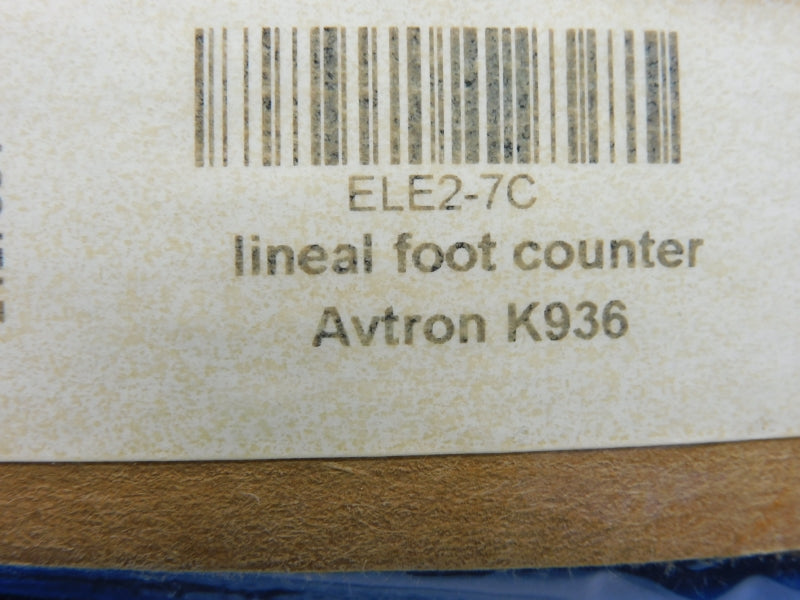 ELE2-7C
lineal foot counter
Avtron K936